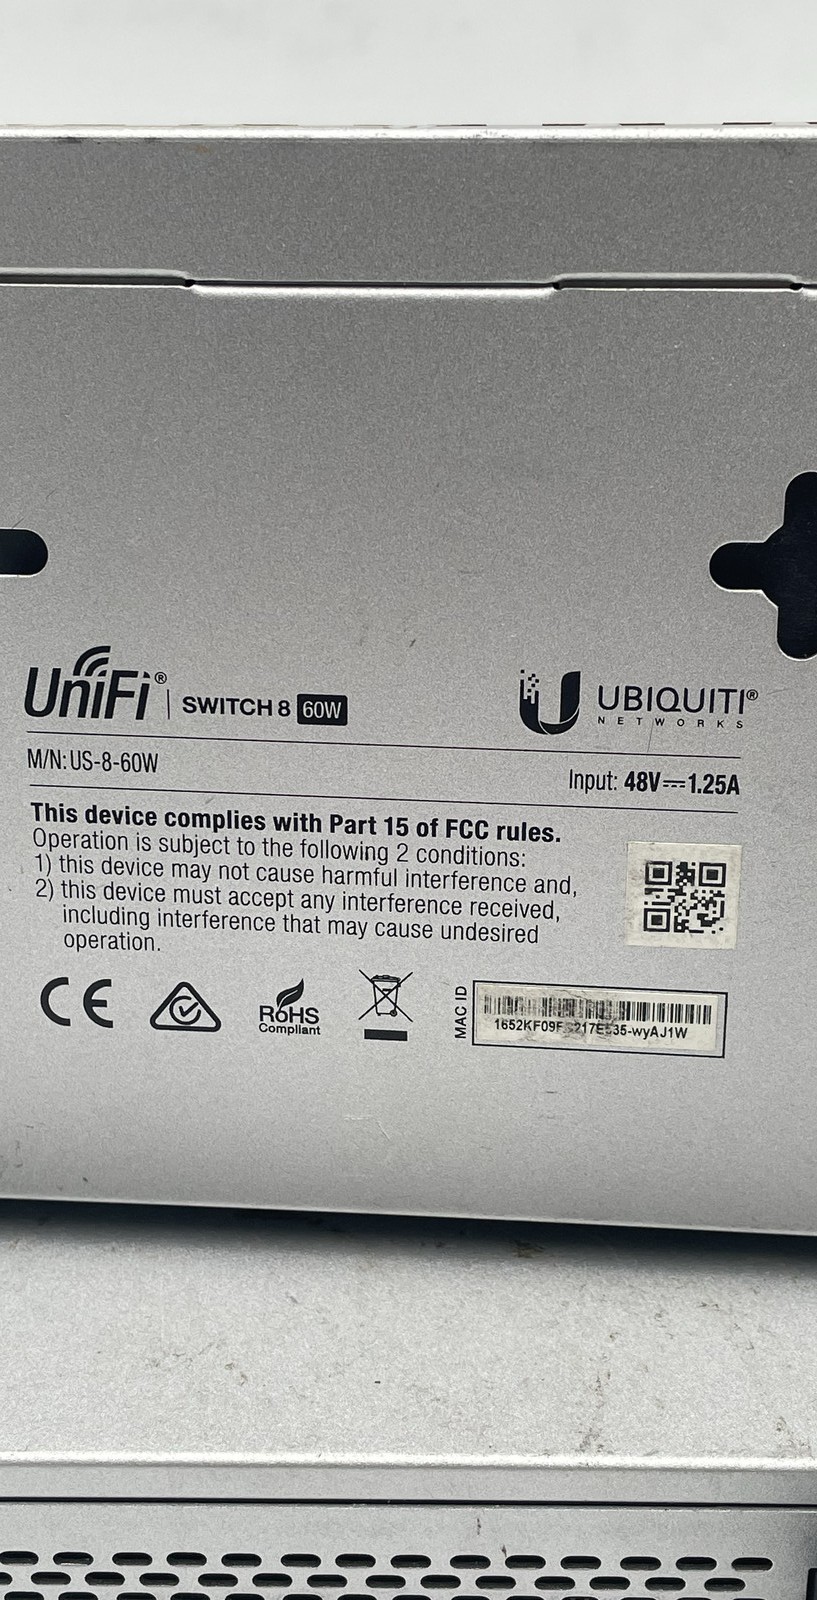 UniFi® | SWITCH 8 60W
UBIQUITI®
NETWORKS
M/N: US-8-60W
Input: 48V⎓1.25A
This device complies with Part 15 of FCC rules.
Operation is subject to the following 2 conditions:
1) this device may not cause harmful interference and,
2) this device must accept any interference received,
including interference that may cause undesired
operation.
CE
RoHS
Compliant
MAC ID